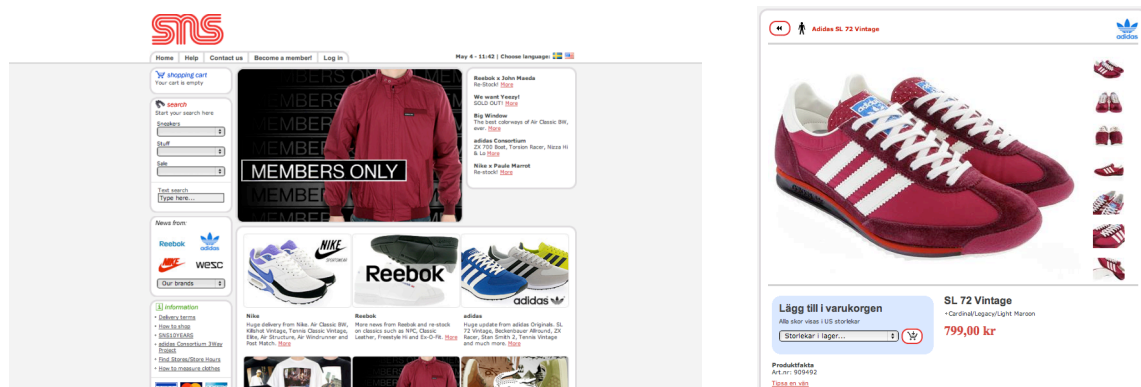 sns
Home Help Contact us Become a member! Log in
May 4 - 11:42 | Choose language:
shopping cart
Your cart is empty
search
Start your search here
Sneakers
Stuff
Sale
Text search
Type here...
News from:
Reebok adidas
NIKE WESC
Our brands
information
• Delivery terms
• How to shop
• SNS10YEARS
• adidas Consortium 3Way
Project
• Find Stores/Store Hours
• How to measure clothes
MEMBERS ONLY
Reebok x John Maeda
Re-Stock! More
We want Yeezy!
SOLD OUT! More
Big Window
The best colorways of Air Classic BW,
ever. More
adidas Consortium
ZX 700 Boat, Torsion Racer, Nizza Hi
& Lo More
Nike x Paula Marrot
Re-stock! More
NIKE
SPORTSWEAR
Reebok
adidas
Nike
Huge delivery from Nike. Air Classic BW,
Killshot Vintage, Tennis Classic Vintage,
Elite, Air Structure, Air Windrunner and
Post Match. More
Reebok
More news from Reebok and re-stock
on classics such as NPC, Classic
Leather, Freestyle Hi and Ex-O-Fit. More
adidas
Huge update from adidas Originals. SL
72 Vintage, Beckenbauer Allround, ZX
Racer, Stan Smith 2, Tennis Vintage
and much more. More
Adidas SL 72 Vintage
adidas
Lägg till i varukorgen
Alla skor visas i US storlekar
Storlekar i lager...
SL 72 Vintage
•Cardinal/Legacy/Light Maroon
799,00 kr
Produktfakta
Art.nr: 909492
Tipsa en vän